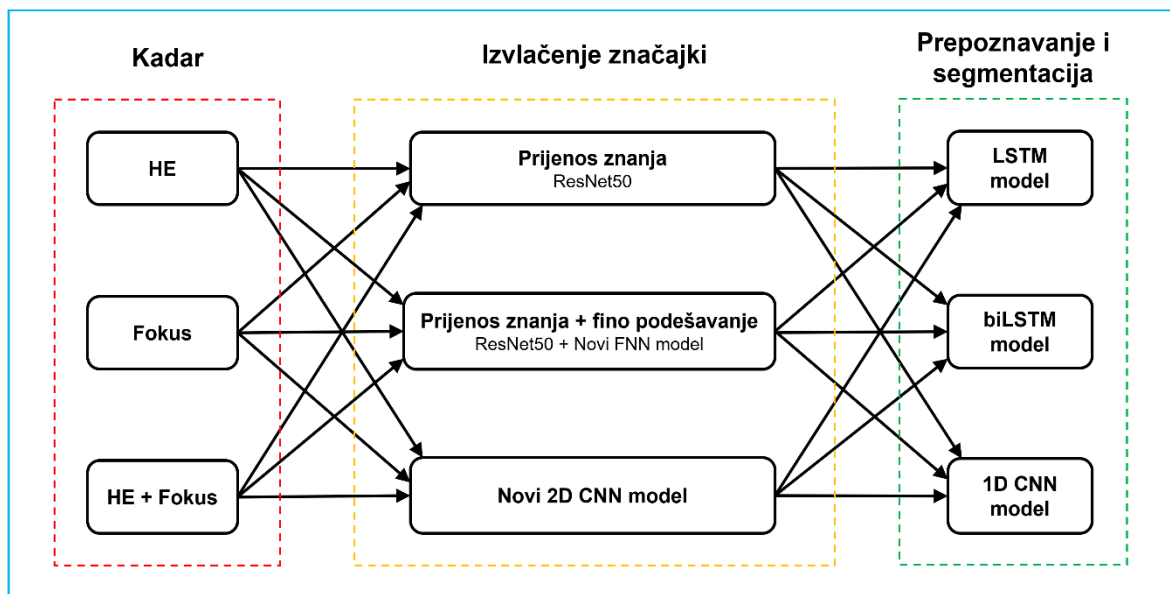 Kadar
Izvlačenje značajki
Prepoznavanje i
segmentacija
HE
Prijenos znanja
ResNet50
LSTM
model
Fokus
Prijenos znanja + fino podešavanje
ResNet50 + Novi FNN model
biLSTM
model
HE + Fokus
Novi 2D CNN model
1D CNN
model